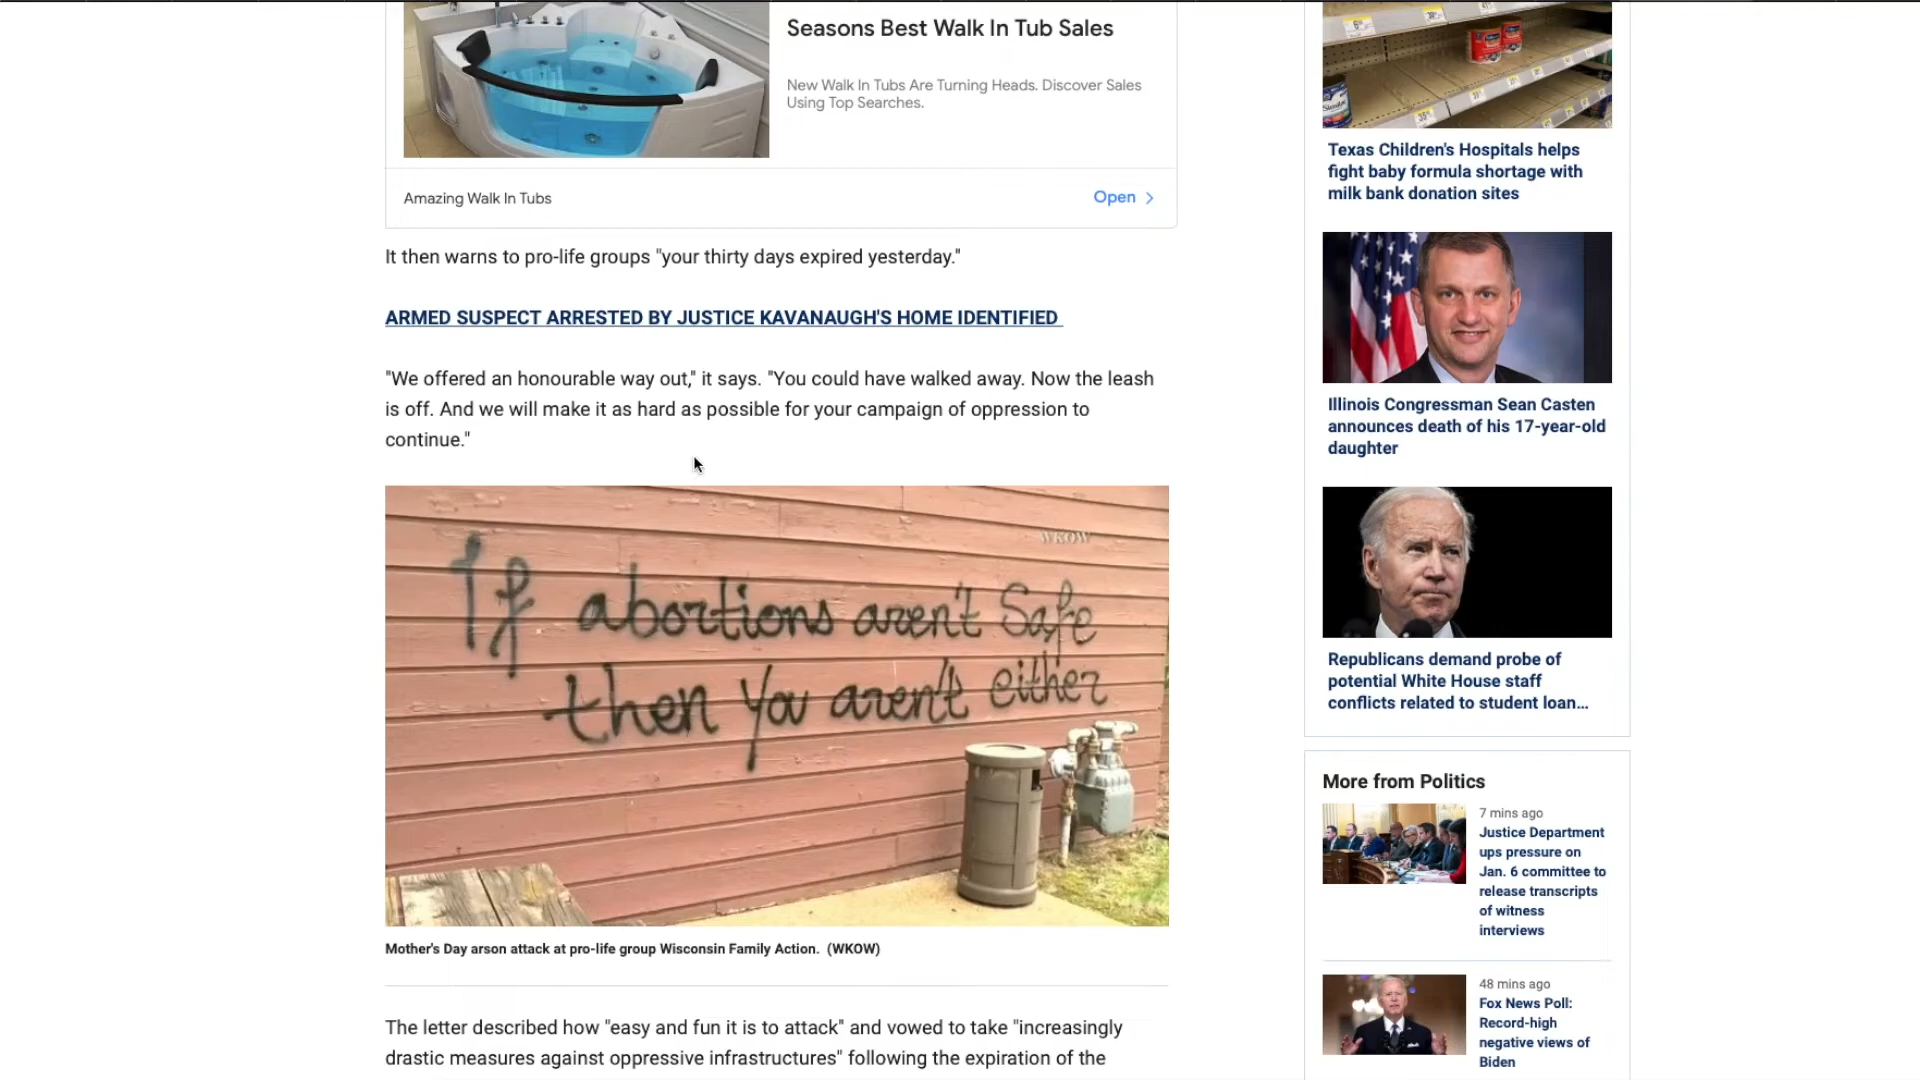 Seasons Best Walk In Tub Sales
New Walk In Tubs Are Turning Heads. Discover Sales
Using Top Searches.
Amazing Walk In Tubs
Open
It then warns to pro-life groups "your thirty days expired yesterday."
ARMED SUSPECT ARRESTED BY JUSTICE KAVANAUGH'S HOME IDENTIFIED
"We offered an honourable way out," it says. "You could have walked away. Now the leash
is off. And we will make it as hard as possible for your campaign of oppression to
continue."
WKOW
If abortions aren't Safe
then you aren't either
Mother's Day arson attack at pro-life group Wisconsin Family Action. (WKOW)
The letter described how "easy and fun it is to attack" and vowed to take "increasingly
drastic measures against oppressive infrastructures" following the expiration of the
Texas Children's Hospitals helps
fight baby formula shortage with
milk bank donation sites
Illinois Congressman Sean Casten
announces death of his 17-year-old
daughter
Republicans demand probe of
potential White House staff
conflicts related to student loan...
More from Politics
7 mins ago
Justice Department
ups pressure on
Jan. 6 committee to
release transcripts
of witness
interviews
48 mins ago
Fox News Poll:
Record-high
negative views of
Biden